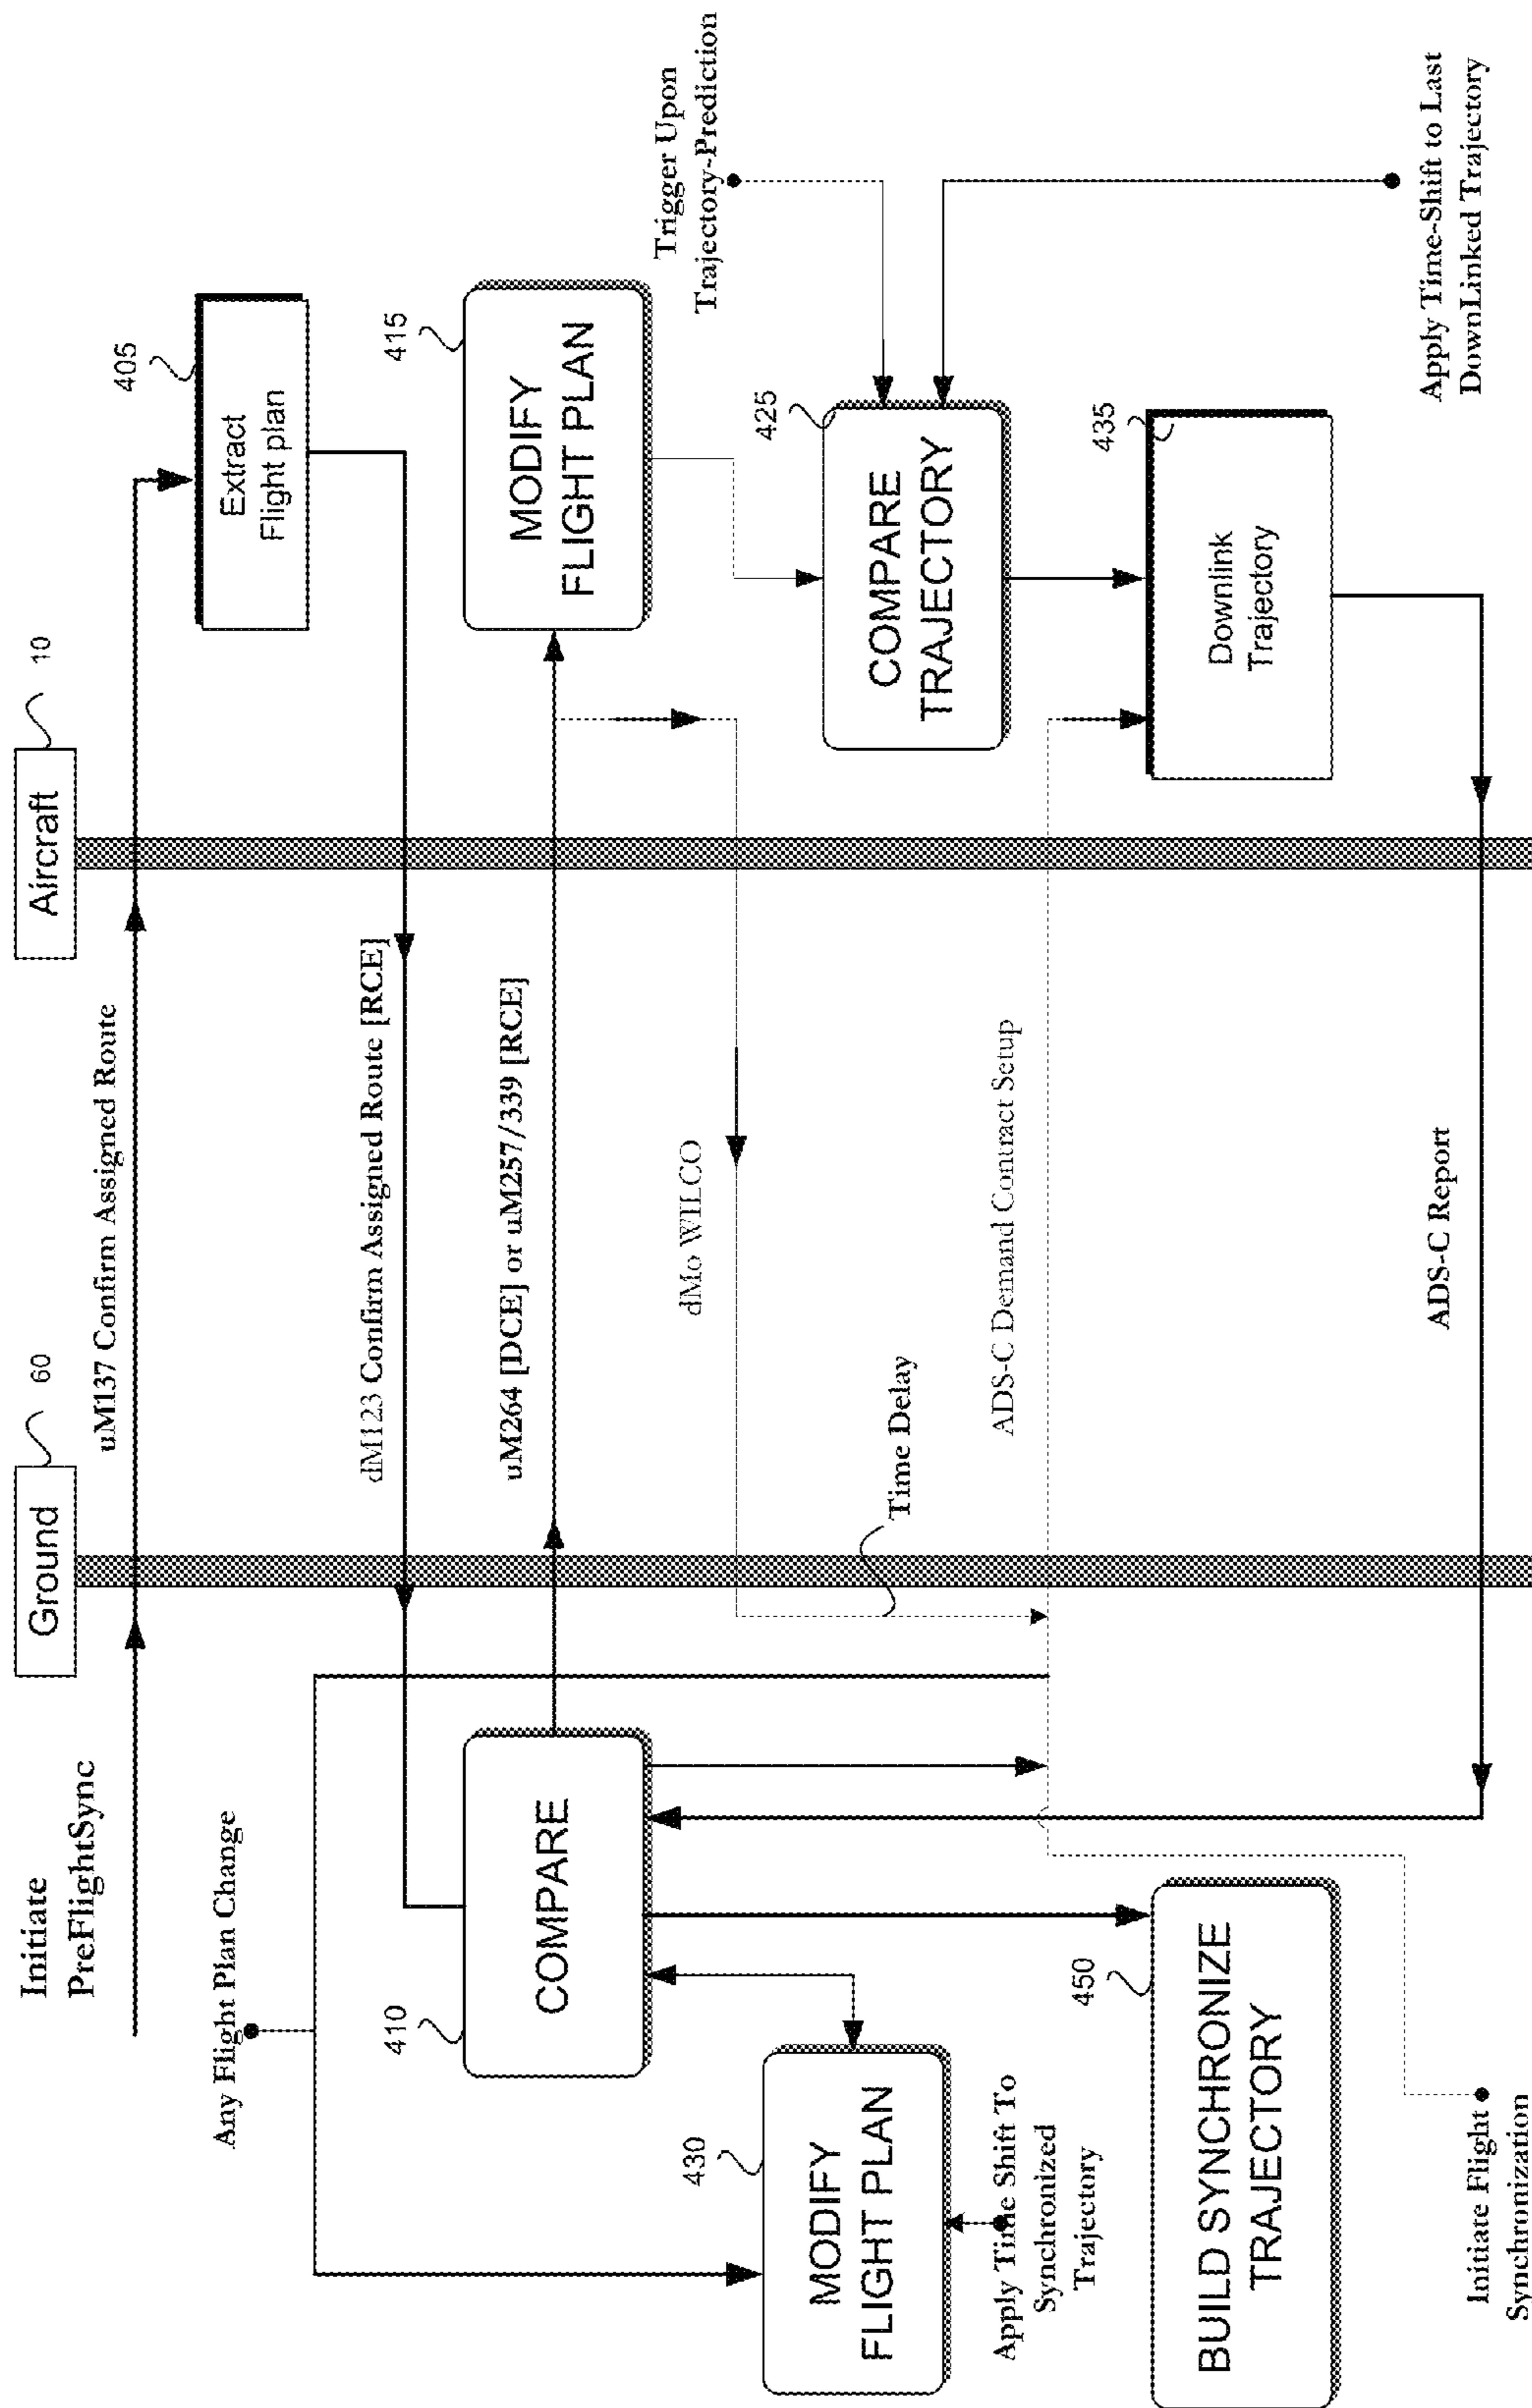 Initiate
PreFlightSync
Ground
60
Aircraft
10
uM137 Confirm Assigned Route
Any Flight Plan Change
405
Extract
Flight plan
dM123 Confirm Assigned Route [RCE]
410
COMPARE
uM264 [DCE] or uM257/339 [RCE]
415
MODIFY
FLIGHT PLAN
dMo WILCO
Trigger Upon
Trajectory-Prediction
430
MODIFY
FLIGHT PLAN
Time Delay
425
COMPARE
TRAJECTORY
Apply Time Shift To
Synchronized
Trajectory
ADS-C Demand Contract Setup
450
BUILD SYNCHRONIZE
TRAJECTORY
435
Downlink
Trajectory
Apply Time-Shift to Last
DownLinked Trajectory
ADS-C Report
Initiate Flight
Synchronization